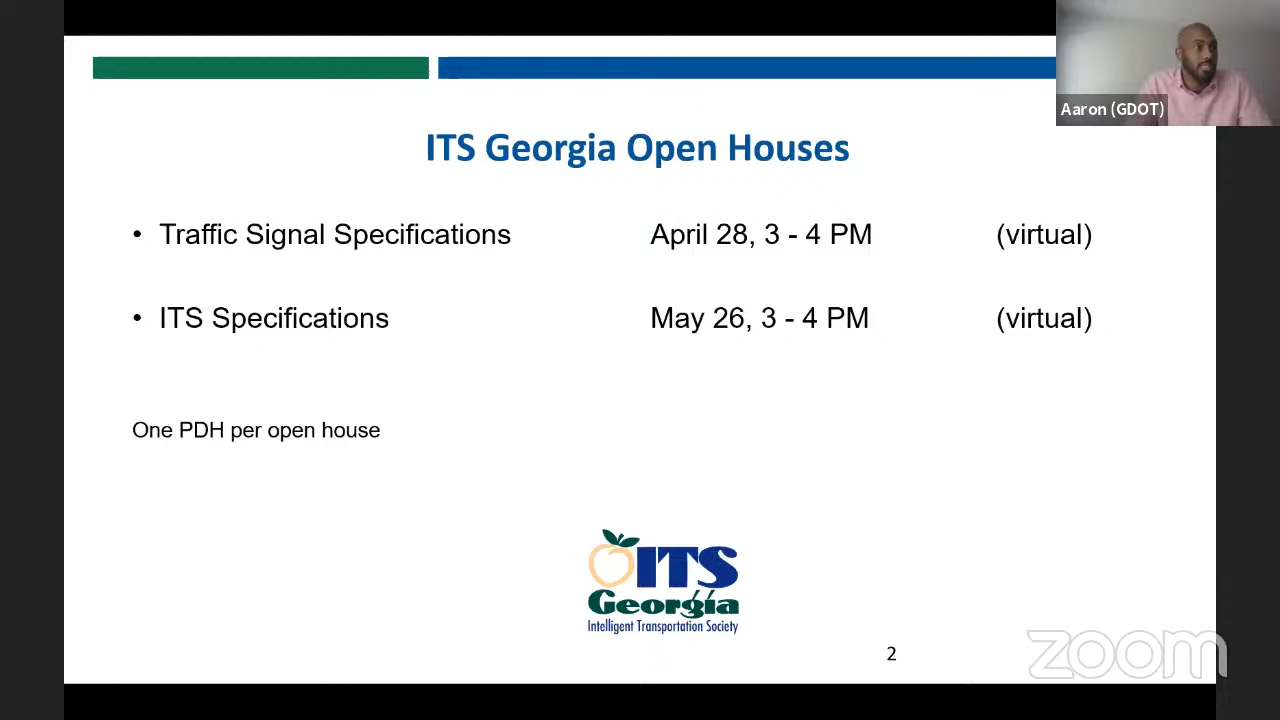 Aaron (GDOT)
ITS Georgia Open Houses
• Traffic Signal Specifications April 28, 3 - 4 PM (virtual)
• ITS Specifications May 26, 3 - 4 PM (virtual)
One PDH per open house
ITS
Georgia
Intelligent Transportation Society
2
zoom